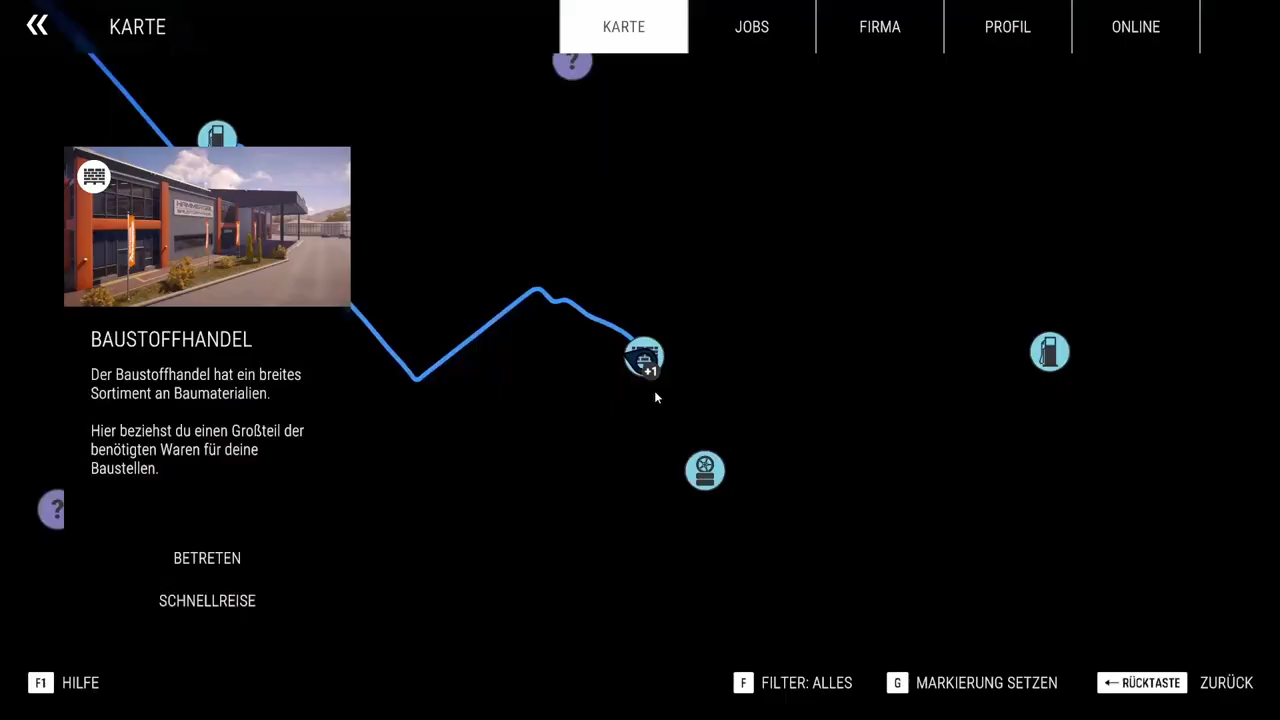 KARTE
KARTE
JOBS
FIRMA
PROFIL
ONLINE
?
BAUSTOFFHANDEL
Der Baustoffhandel hat ein breites
Sortiment an Baumaterialien.
Hier beziehst du einen Großteil der
benötigten Waren für deine
Baustellen.
+1
?
BETRETEN
SCHNELLREISE
F1 HILFE
F FILTER: ALLES
G MARKIERUNG SETZEN
← RÜCKTASTE ZURÜCK